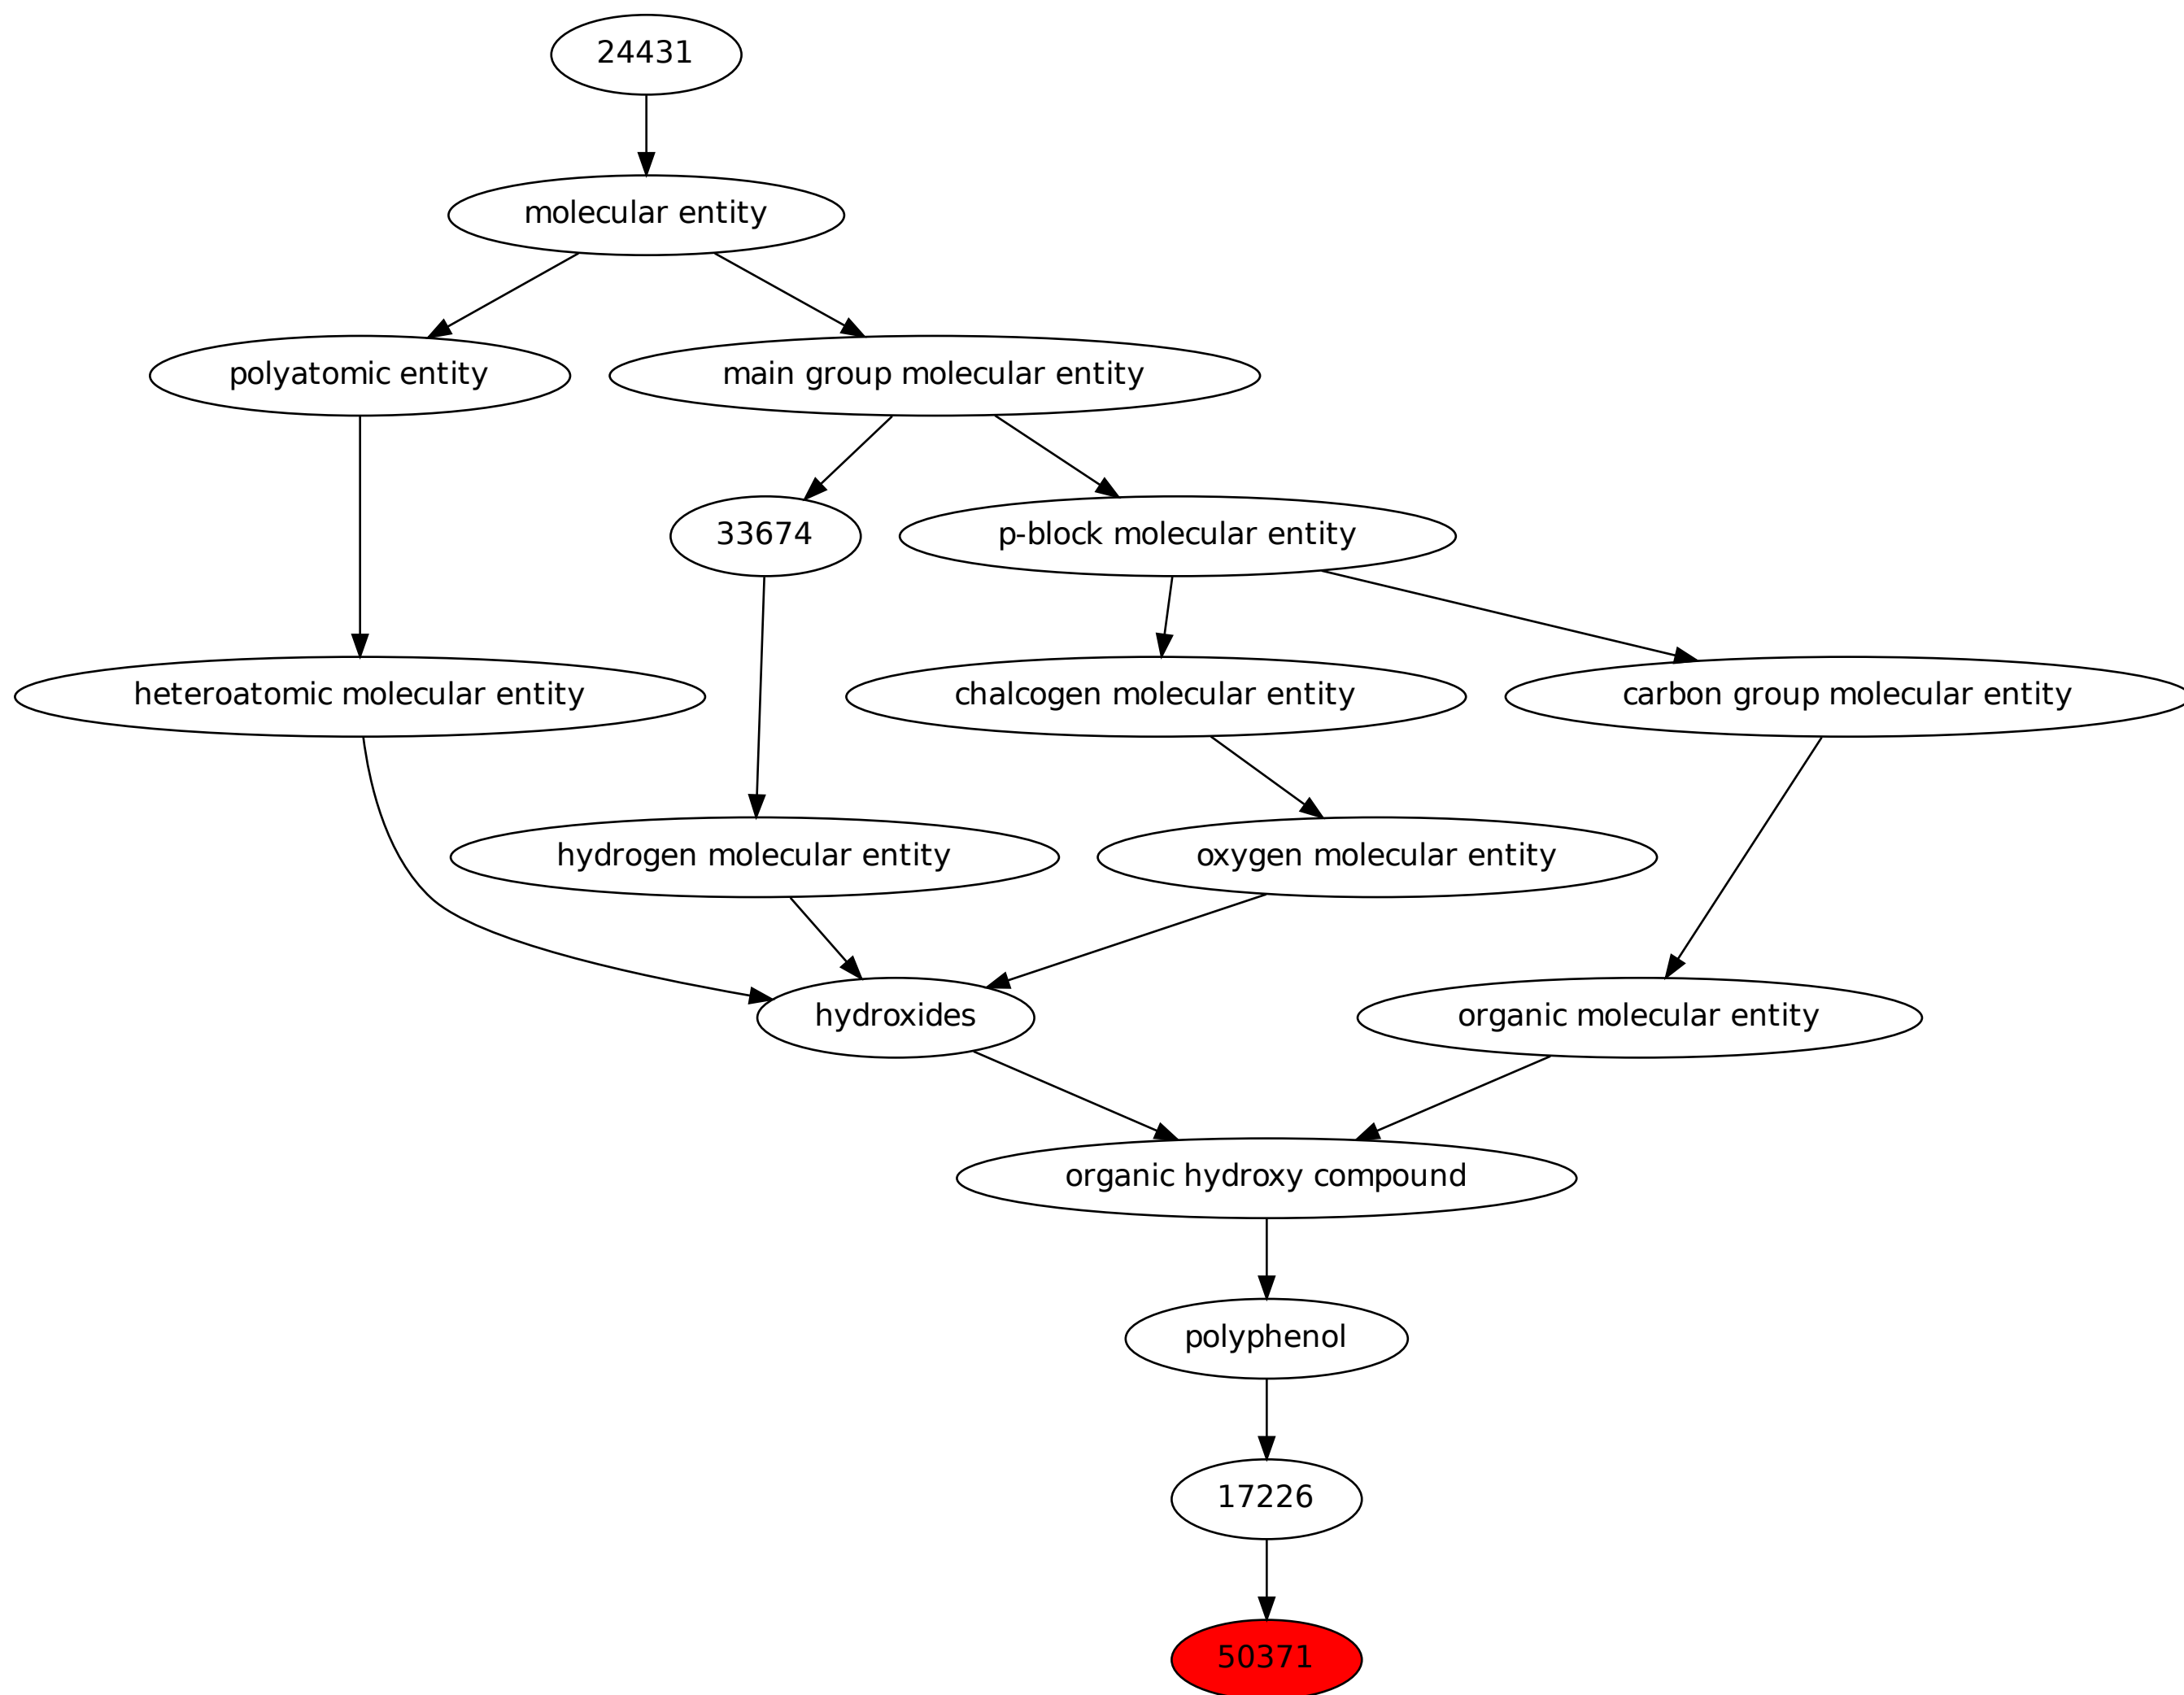 24431
molecular entity
polyatomic entity
main group molecular entity
33674
p-block molecular entity
heteroatomic molecular entity
chalcogen molecular entity
carbon group molecular entity
hydrogen molecular entity
oxygen molecular entity
hydroxides
organic molecular entity
organic hydroxy compound
polyphenol
17226
50371